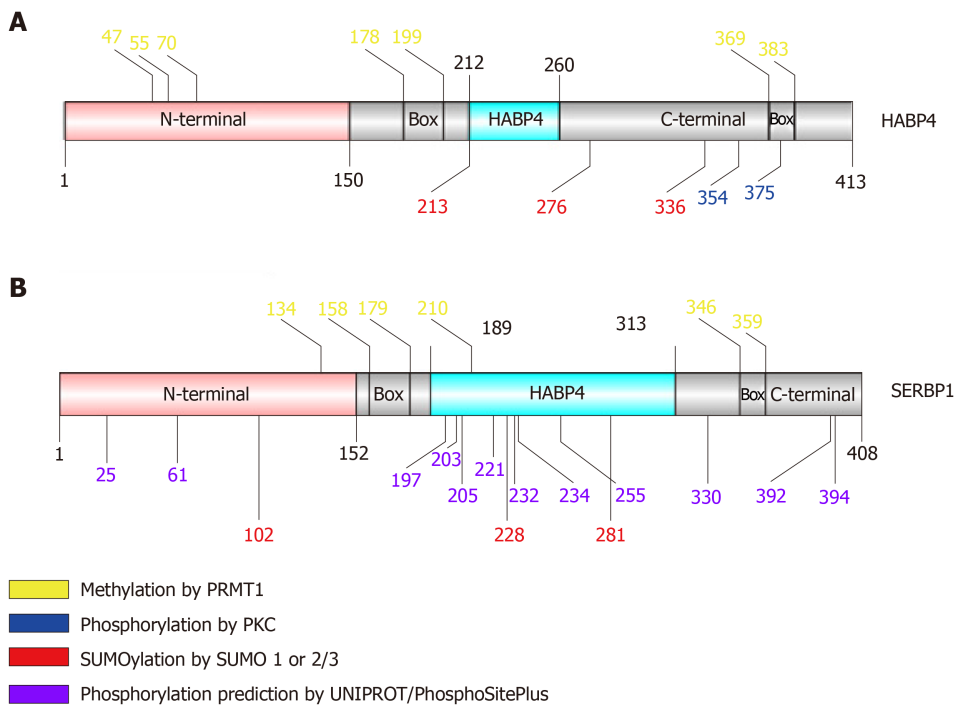 A
47 55 70 178 199 212 260 369 383
N-terminal Box HABP4 C-terminal Box HABP4
1 150 213 276 336 354 375 413
B
134 158 179 210 189 313 346 359
N-terminal Box HABP4 Box C-terminal SERBP1
1 25 61 102 152 197 203 205 221 228 232 234 255 281 330 392 394 408
Methylation by PRMT1
Phosphorylation by PKC
SUMOylation by SUMO 1 or 2/3
Phosphorylation prediction by UNIPROT/PhosphoSitePlus